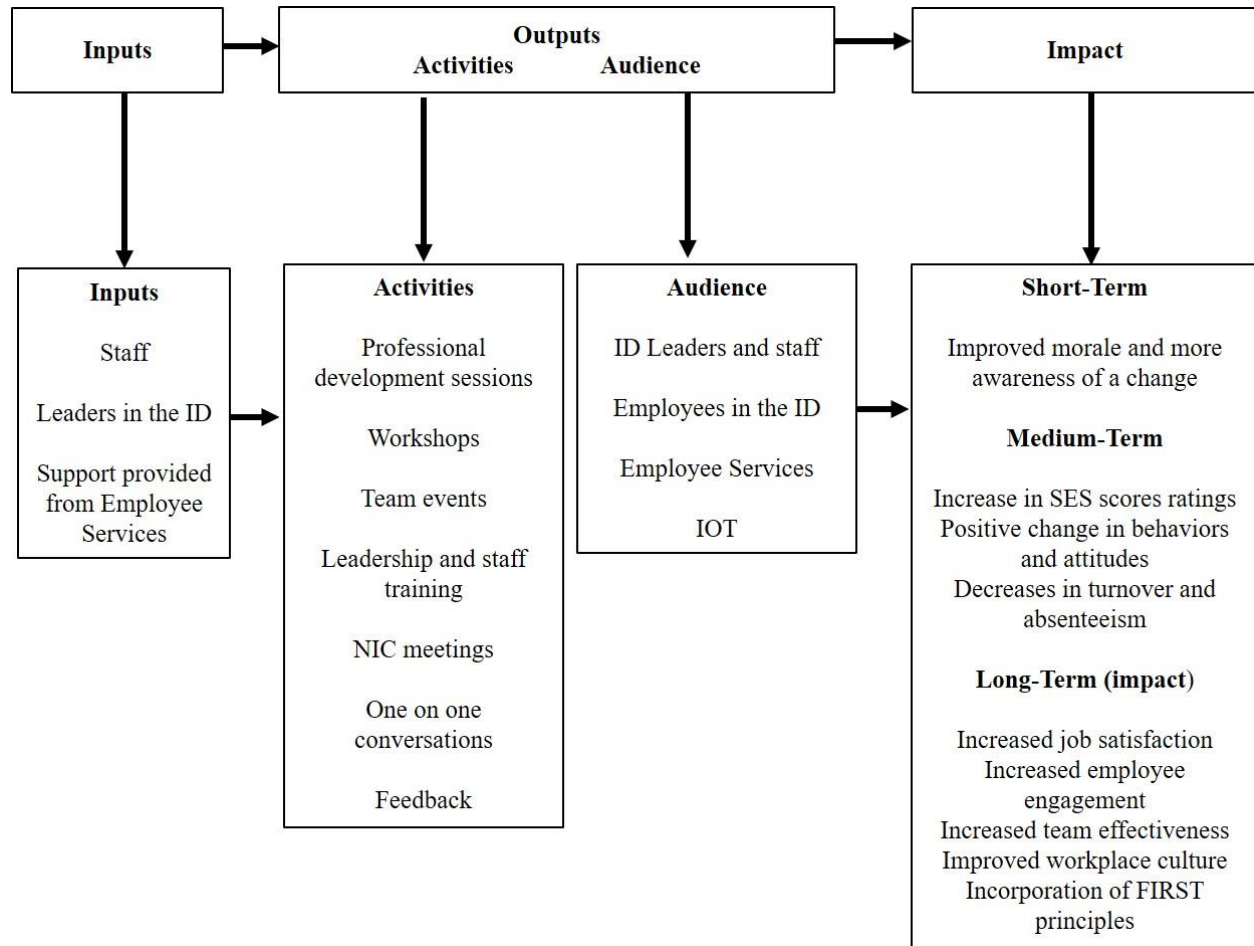 Inputs
Outputs
Activities Audience
Impact
Inputs
Staff
Leaders in the ID
Support provided
from Employee
Services
Activities
Professional
development sessions
Workshops
Team events
Leadership and staff
training
NIC meetings
One on one
conversations
Feedback
Audience
ID Leaders and staff
Employees in the ID
Employee Services
IOT
Short-Term
Improved morale and more
awareness of a change
Medium-Term
Increase in SES scores ratings
Positive change in behaviors
and attitudes
Decreases in turnover and
absenteeism
Long-Term (impact)
Increased job satisfaction
Increased employee
engagement
Increased team effectiveness
Improved workplace culture
Incorporation of FIRST
principles